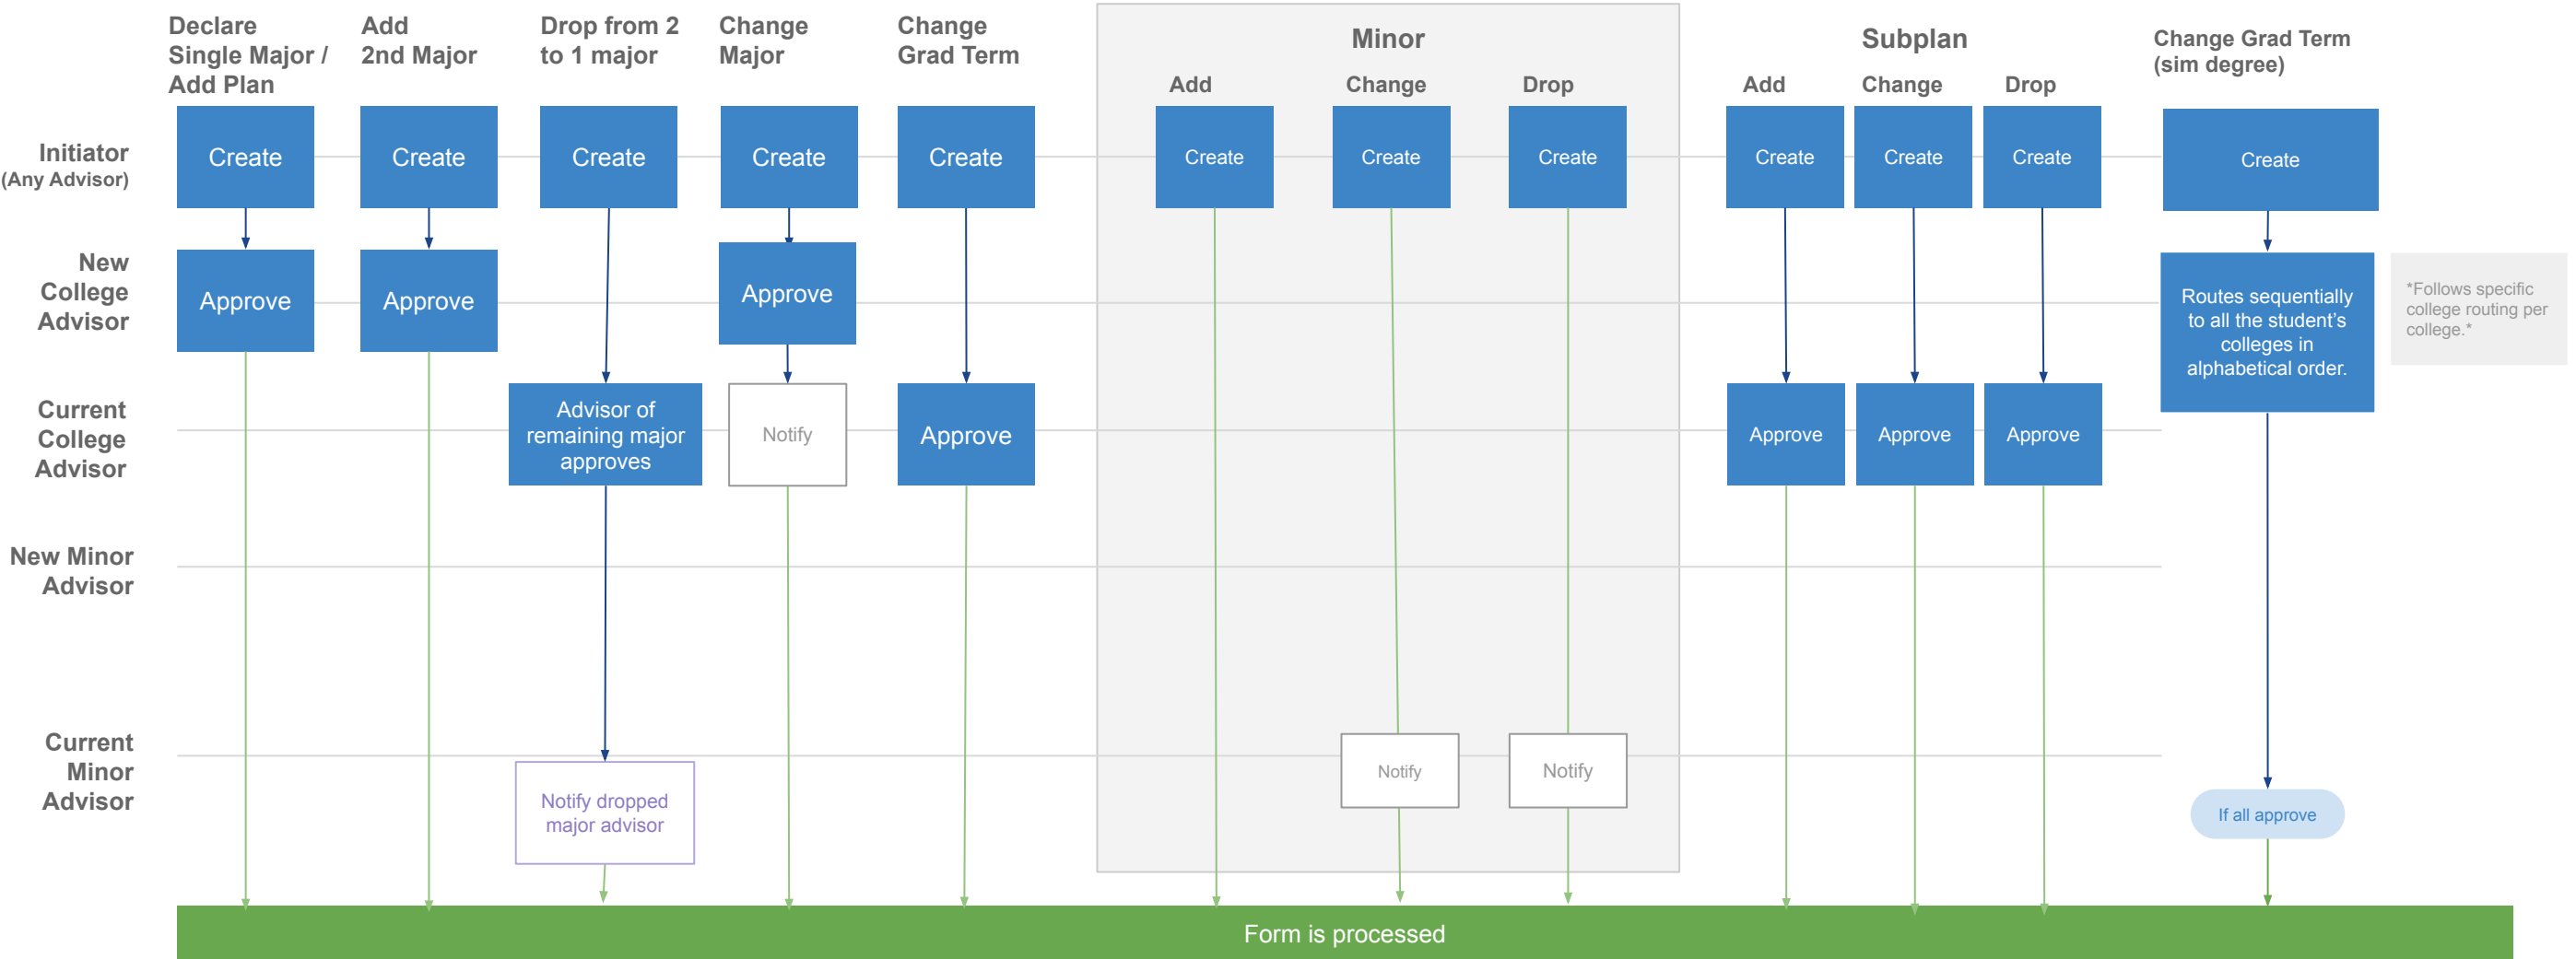 Declare
Single Major /
Add Plan
Add
2nd Major
Drop from 2
to 1 major
Change
Major
Change
Grad Term
Minor
Add
Change
Drop
Subplan
Add
Change
Drop
Change Grad Term
(sim degree)
Initiator
(Any Advisor)
Create
Create
Create
Create
Create
Create
Create
Create
Create
Create
Create
Create
New
College
Advisor
Approve
Approve
Approve
Routes sequentially
to all the student's
colleges in
alphabetical order.
*Follows specific
college routing per
college.*
Current
College
Advisor
Advisor of
remaining major
approves
Notify
Approve
Approve
Approve
Approve
New Minor
Advisor
Current
Minor
Advisor
Notify dropped
major advisor
Notify
Notify
If all approve
Form is processed